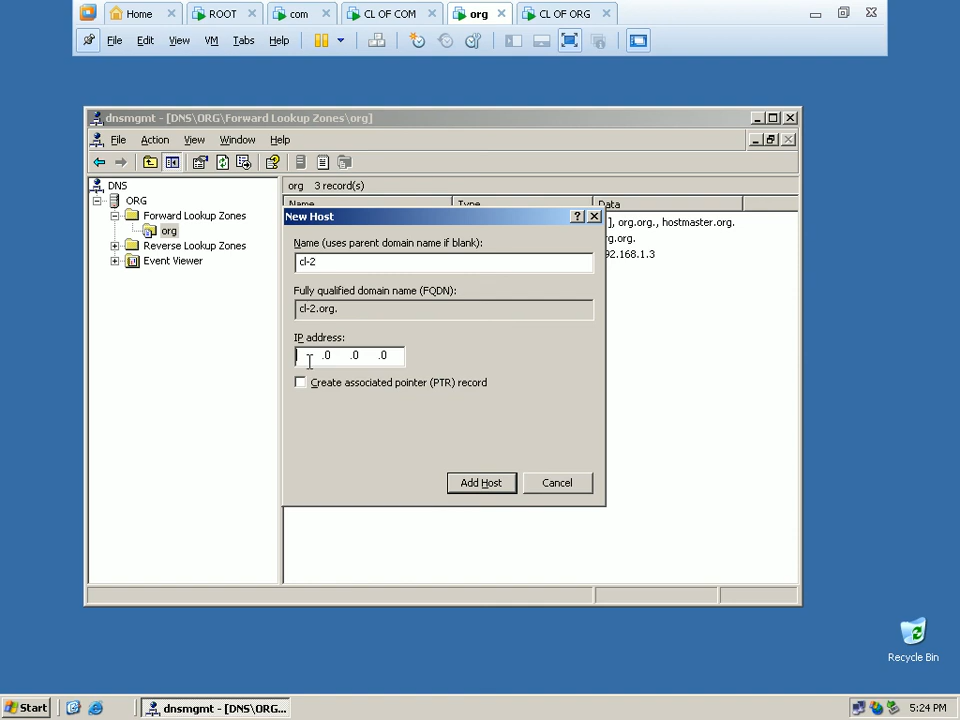 Home ROOT com CL OF COM org CL OF ORG
File Edit View VM Tabs Help
dnsmgmt - [DNS\ORG\Forward Lookup Zones\org]
File Action View Window Help
DNS
ORG
Forward Lookup Zones
org
Reverse Lookup Zones
Event Viewer
org 3 record(s)
Name Type Data
], org.org., hostmaster.org.
rg.org.
92.168.1.3
New Host
Name (uses parent domain name if blank):
cl-2
Fully qualified domain name (FQDN):
cl-2.org.
IP address:
.0 .0 .0
Create associated pointer (PTR) record
Add Host Cancel
Recycle Bin
Start dnsmgmt - [DNS\ORG... 5:24 PM